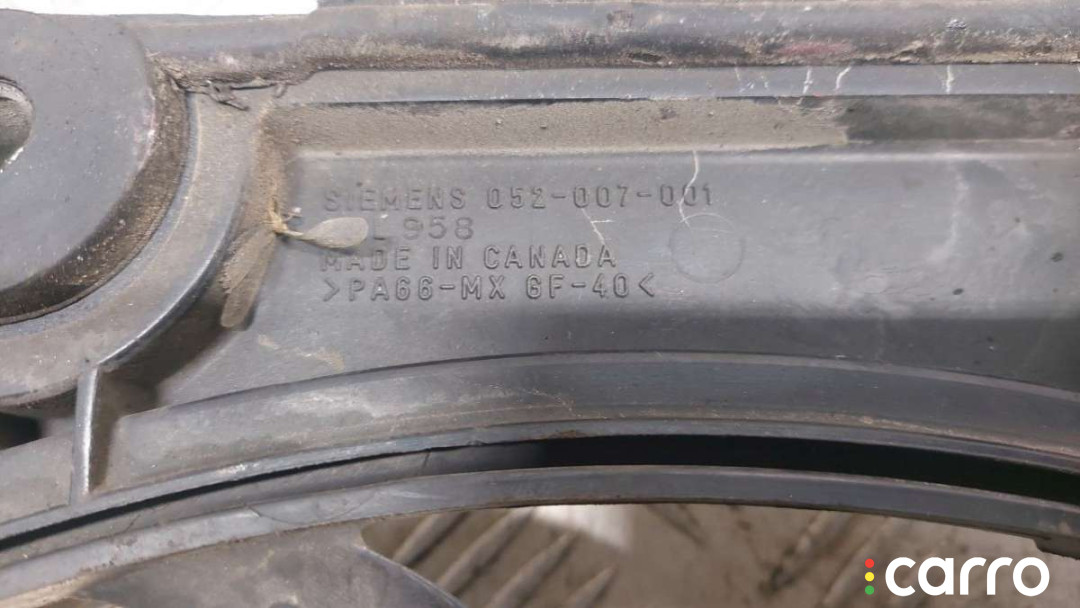 SIEMENS 052-007-001
L958
MADE IN CANADA
>PA66-MX GF-40<
carro